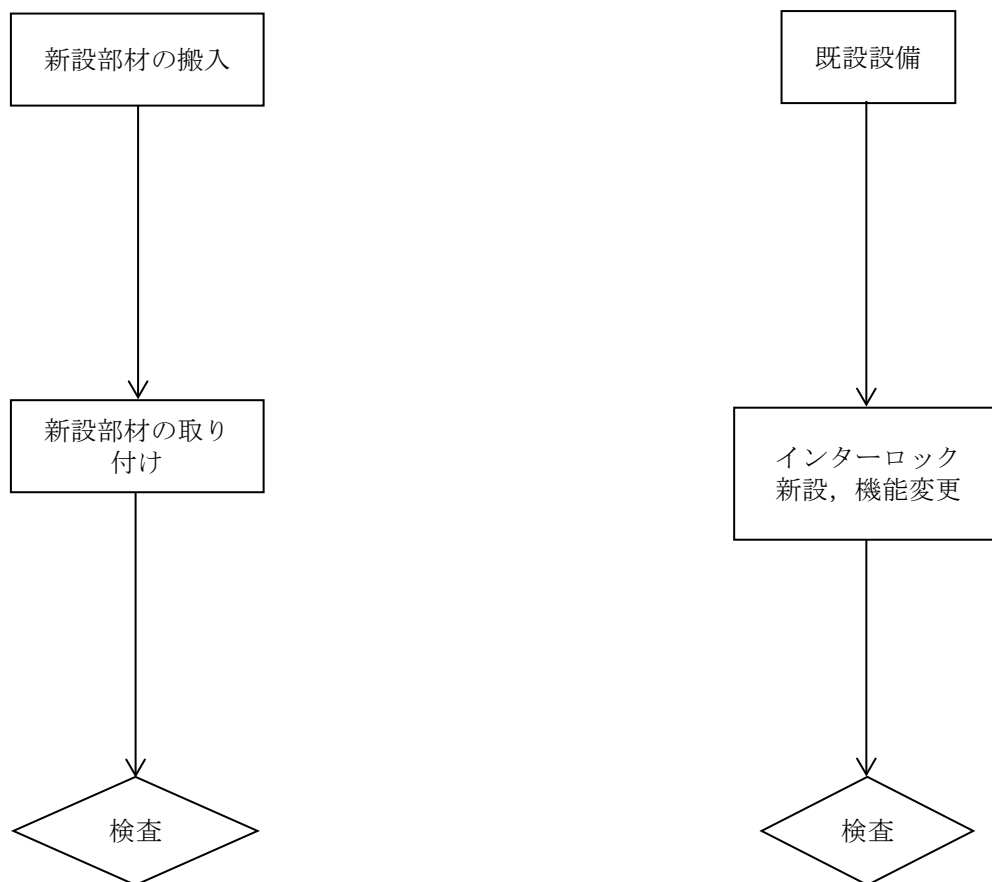 新設部材の搬入
既設設備
新設部材の取り
付け
インターロック
新設，機能変更
検査
検査